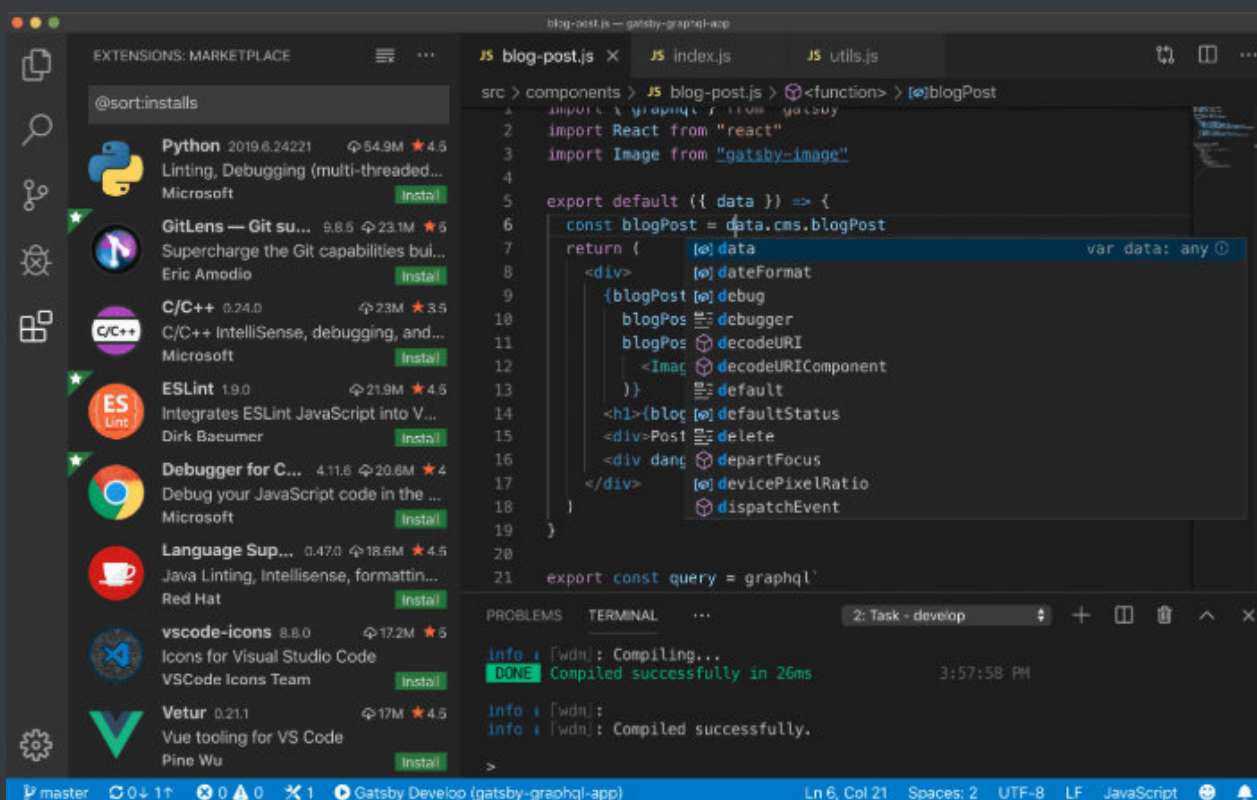 blog-post.js — gatsby-graphql-app
EXTENSIONS: MARKETPLACE
@sort:installs
Python 2019.6.24221 54.9M ★ 4.5
Linting, Debugging (multi-threaded...
Microsoft Install
GitLens — Git su... 9.8.5 23.1M ★ 5
Supercharge the Git capabilities bui...
Eric Amodio Install
C/C++
C/C++ 0.24.0 23M ★ 3.5
C/C++ IntelliSense, debugging, and...
Microsoft Install
ES
Lint
ESLint 1.9.0 21.9M ★ 4.5
Integrates ESLint JavaScript into V...
Dirk Baeumer Install
Debugger for C... 4.11.6 20.6M ★ 4
Debug your JavaScript code in the ...
Microsoft Install
Language Sup... 0.47.0 18.6M ★ 4.5
Java Linting, Intellisense, formattin...
Red Hat Install
vscode-icons 8.8.0 17.2M ★ 5
Icons for Visual Studio Code
VSCode Icons Team Install
Vetur 0.21.1 17M ★ 4.5
Vue tooling for VS Code
Pine Wu Install
JS blog-post.js × JS index.js JS utils.js
src > components > JS blog-post.js > <function> > blogPost
1 import { graphql } from "gatsby"
2 import React from "react"
3 import Image from "gatsby-image"
4
5 export default ({ data }) => {
6 const blogPost = data.cms.blogPost
7 return (
8 <div>
9 {blogPost
10 blogPos
11 blogPos
12 <Imag
13 )}
14 <h1>{blog
15 <div>Post
16 <div dang
17 </div>
18 )
19 }
20
21 export const query = graphql`
data var data: any
dateFormat
debug
debugger
decodeURI
decodeURIComponent
default
defaultStatus
delete
departFocus
devicePixelRatio
dispatchEvent
PROBLEMS TERMINAL ... 2: Task - develop
info [wdm]: Compiling...
DONE Compiled successfully in 26ms 3:57:58 PM
info [wdm]:
info [wdm]: Compiled successfully.
>
master 0↓ 1↑ 0 0 1 Gatsby Develop (gatsby-graphql-app) Ln 6, Col 21 Spaces: 2 UTF-8 LF JavaScript